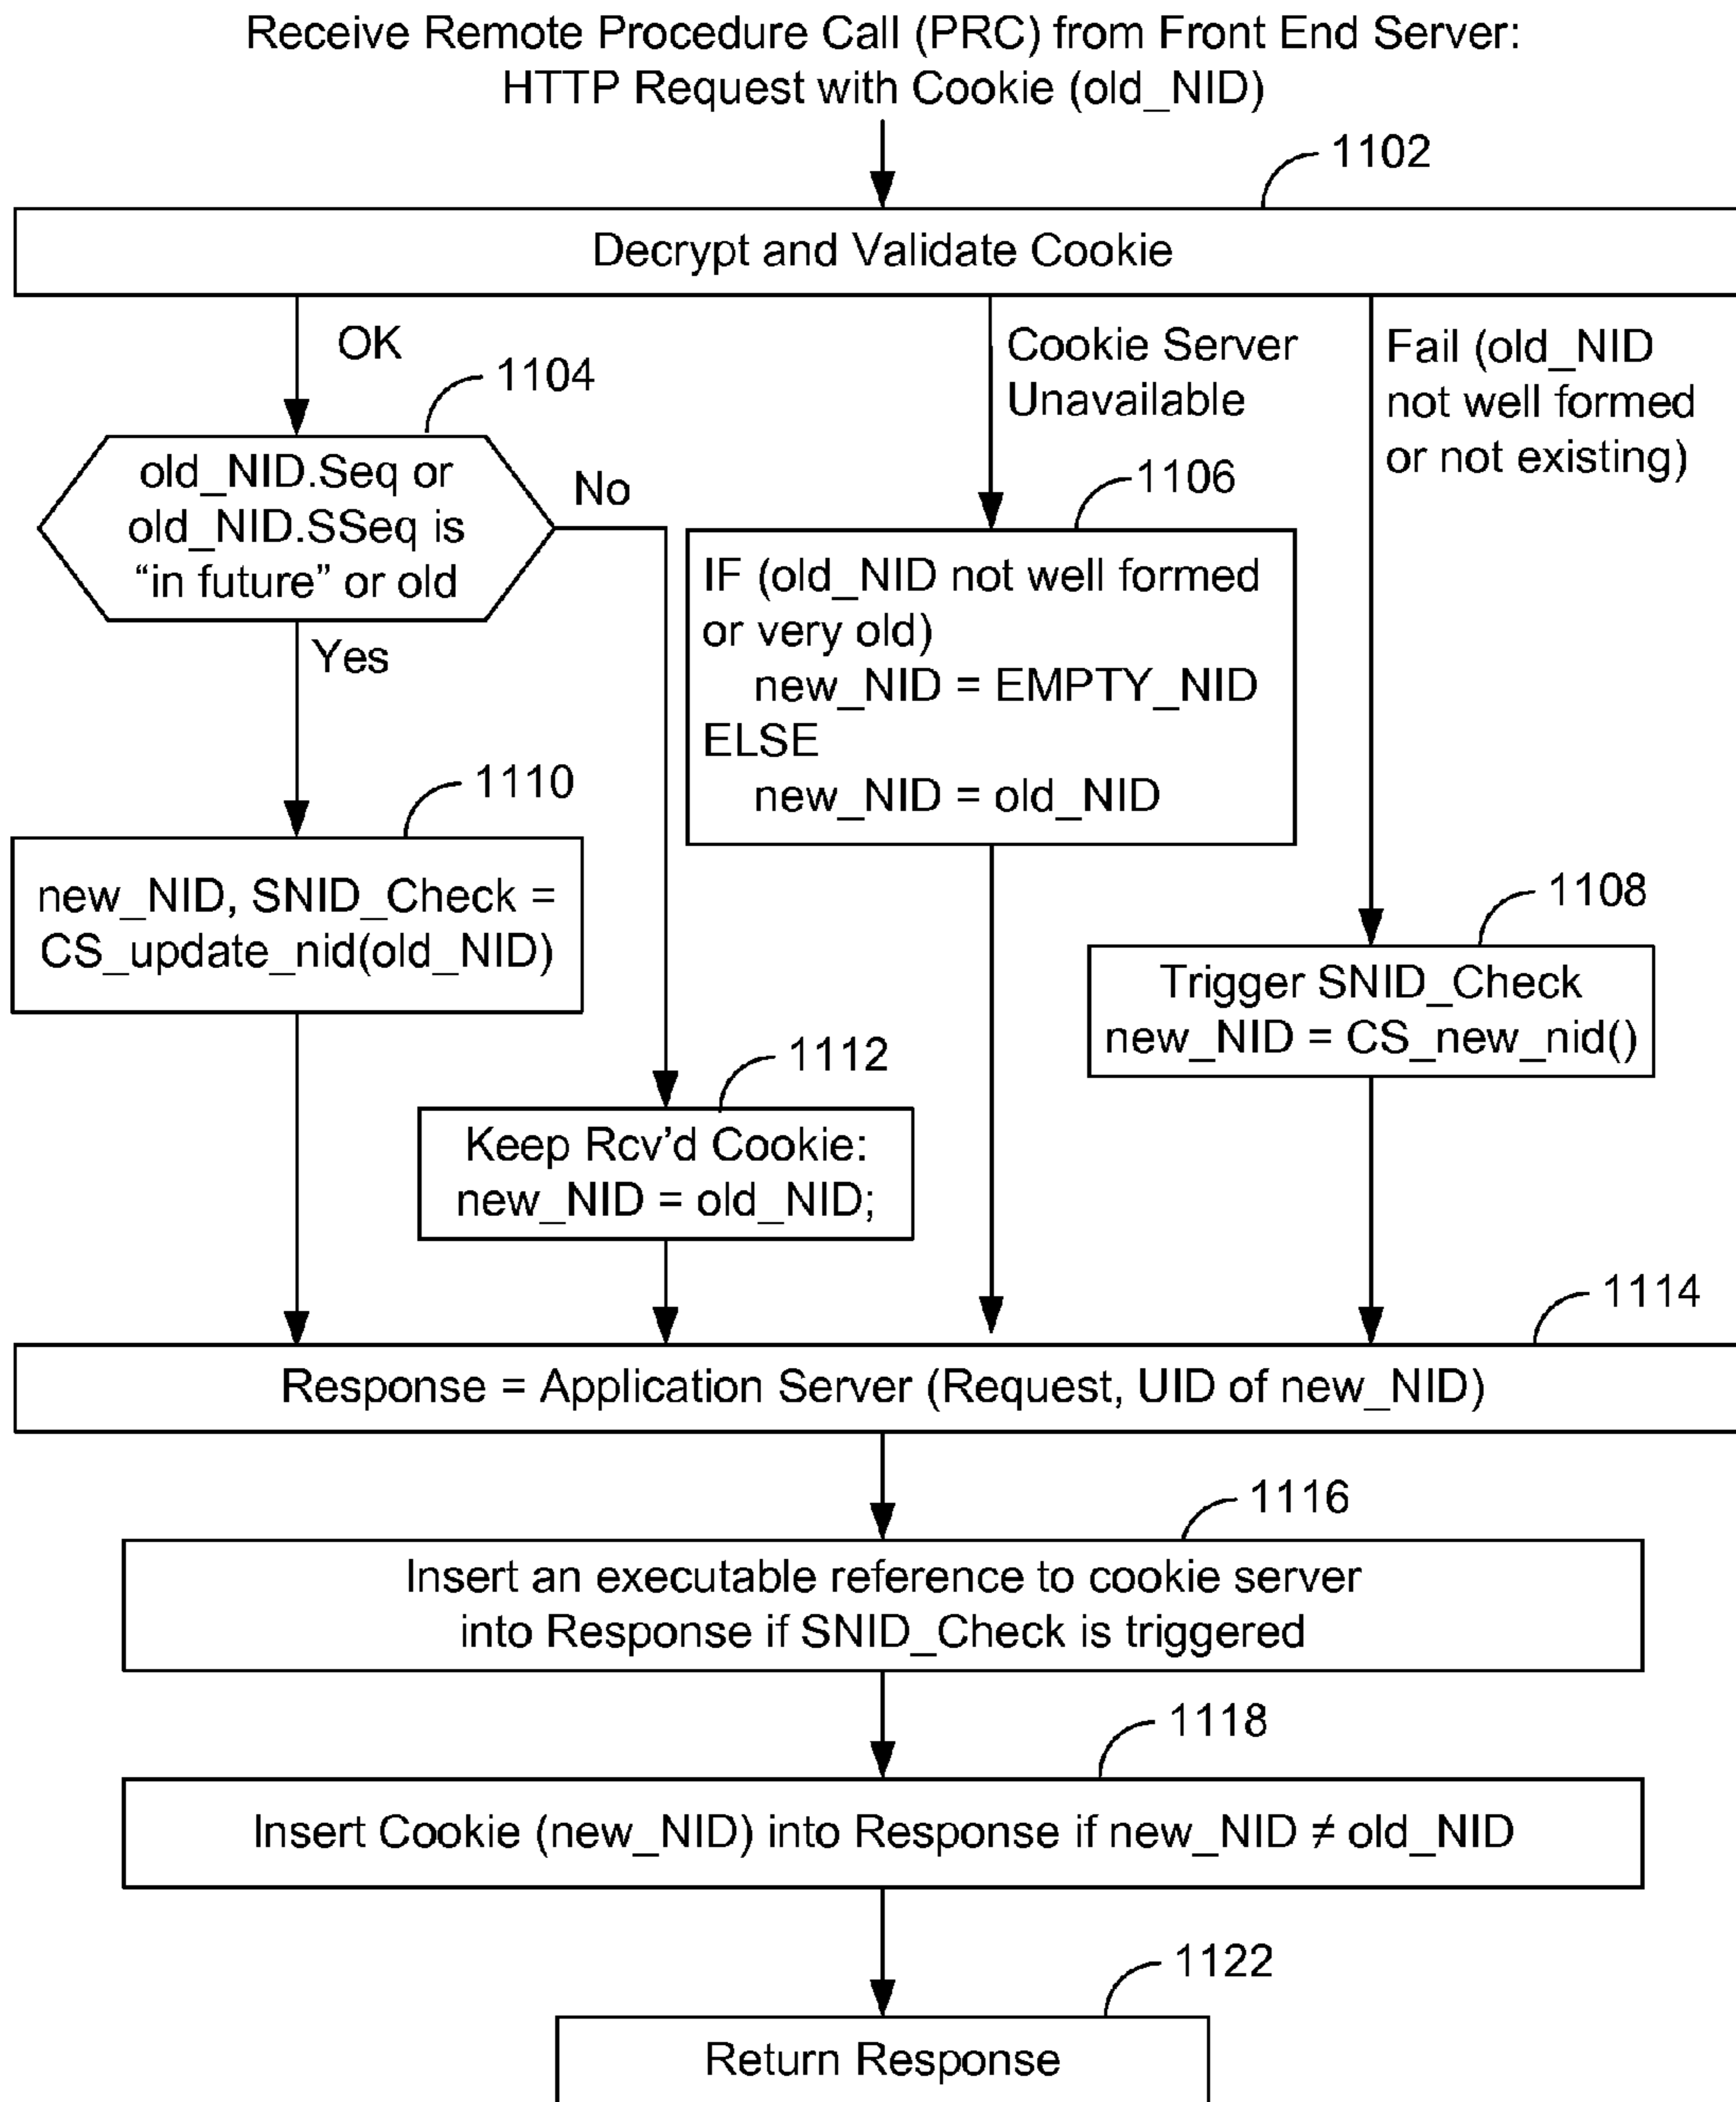 Receive Remote Procedure Call (PRC) from Front End Server:
HTTP Request with Cookie (old_NID)
1102
Decrypt and Validate Cookie
OK
1104
old_NID.Seq or
old_NID.SSeq is
“in future” or old
No
Yes
Cookie Server
Unavailable
1106
IF (old_NID not well formed
or very old)
new_NID = EMPTY_NID
ELSE
new_NID = old_NID
Fail (old_NID
not well formed
or not existing)
1110
new_NID, SNID_Check =
CS_update_nid(old_NID)
1108
Trigger SNID_Check
new_NID = CS_new_nid()
1112
Keep Rcv’d Cookie:
new_NID = old_NID;
1114
Response = Application Server (Request, UID of new_NID)
1116
Insert an executable reference to cookie server
into Response if SNID_Check is triggered
1118
Insert Cookie (new_NID) into Response if new_NID ≠ old_NID
1122
Return Response